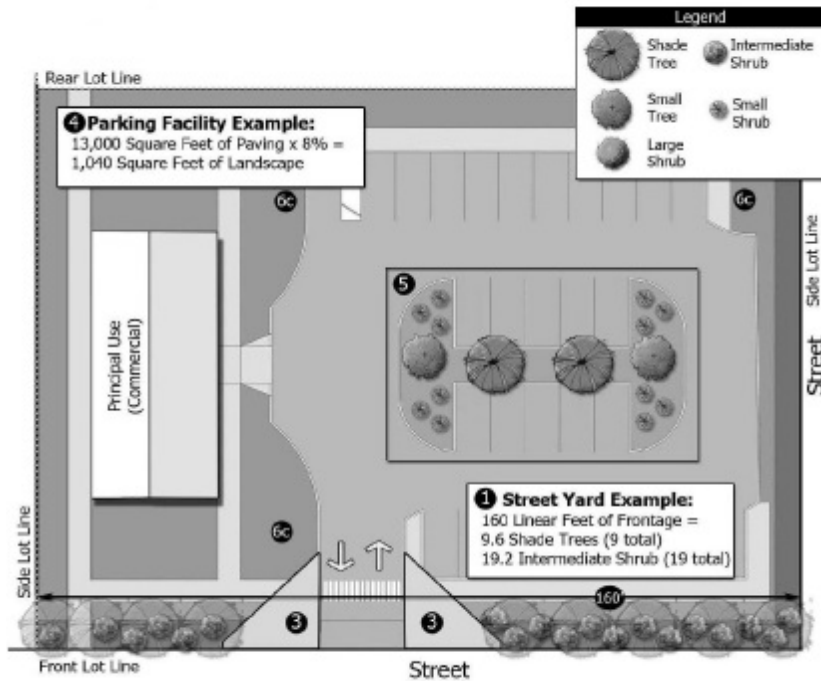 Legend
Shade
Tree
Intermediate
Shrub
Small
Tree
Small
Shrub
Large
Shrub
Rear Lot Line
4 Parking Facility Example:
13,000 Square Feet of Paving x 8% =
1,040 Square Feet of Landscape
6c
6c
Side Lot Line
Street
5
Principal Use
(Commercial)
1 Street Yard Example:
160 Linear Feet of Frontage =
9.6 Shade Trees (9 total)
19.2 Intermediate Shrub (19 total)
6c
Side Lot Line
160'
3
3
Front Lot Line
Street